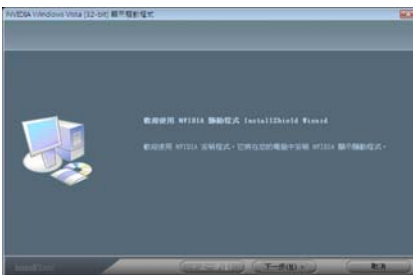 NVIDIA Windows Vista (32-bit) 顯示驅動程式
歡迎使用 NVIDIA 驅動程式 InstallShield Wizard
歡迎使用 NVIDIA 安裝程式。它將在您的電腦中安裝 NVIDIA 顯示驅動程式。
InstallShield
下一步(N) >
取消